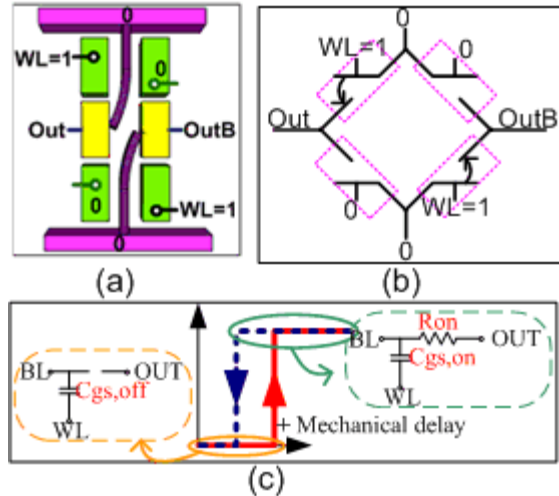 0
WL=1
0
Out
OutB
0
WL=1
0
(a)
0
WL=1
0
Out
OutB
0
WL=1
0
(b)
BL
OUT
Cgs,off
WL
+ Mechanical delay
BL
Ron
OUT
Cgs,on
WL
(c)